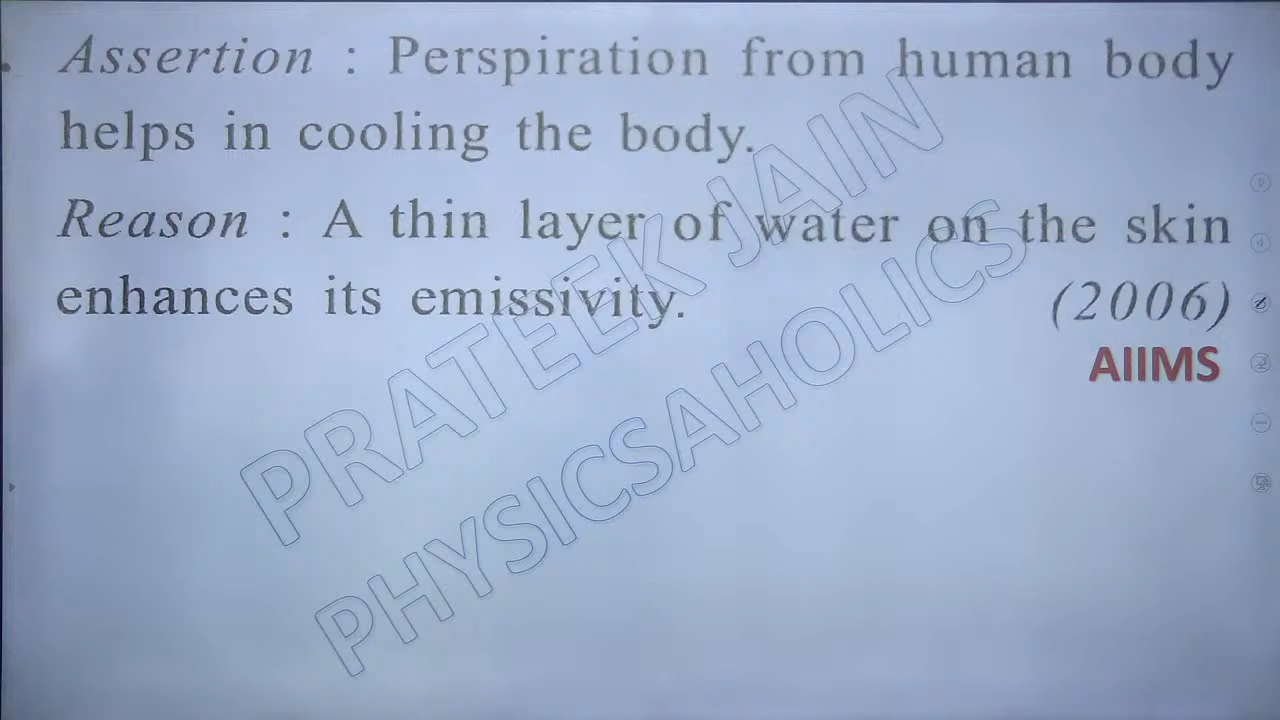 Assertion : Perspiration from human body
helps in cooling the body.
Reason : A thin layer of water on the skin
enhances its emissivity.
(2006)
AIIMS
PRATEEK JAIN
PHYSICSAHOLICS